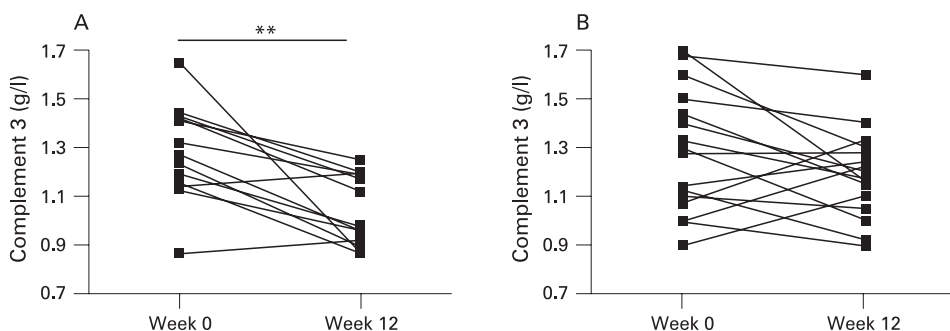 A
**
Complement 3 (g/l)
1.7
1.5
1.3
1.1
0.9
0.7
Week 0 Week 12
B
Complement 3 (g/l)
1.7
1.5
1.3
1.1
0.9
0.7
Week 0 Week 12